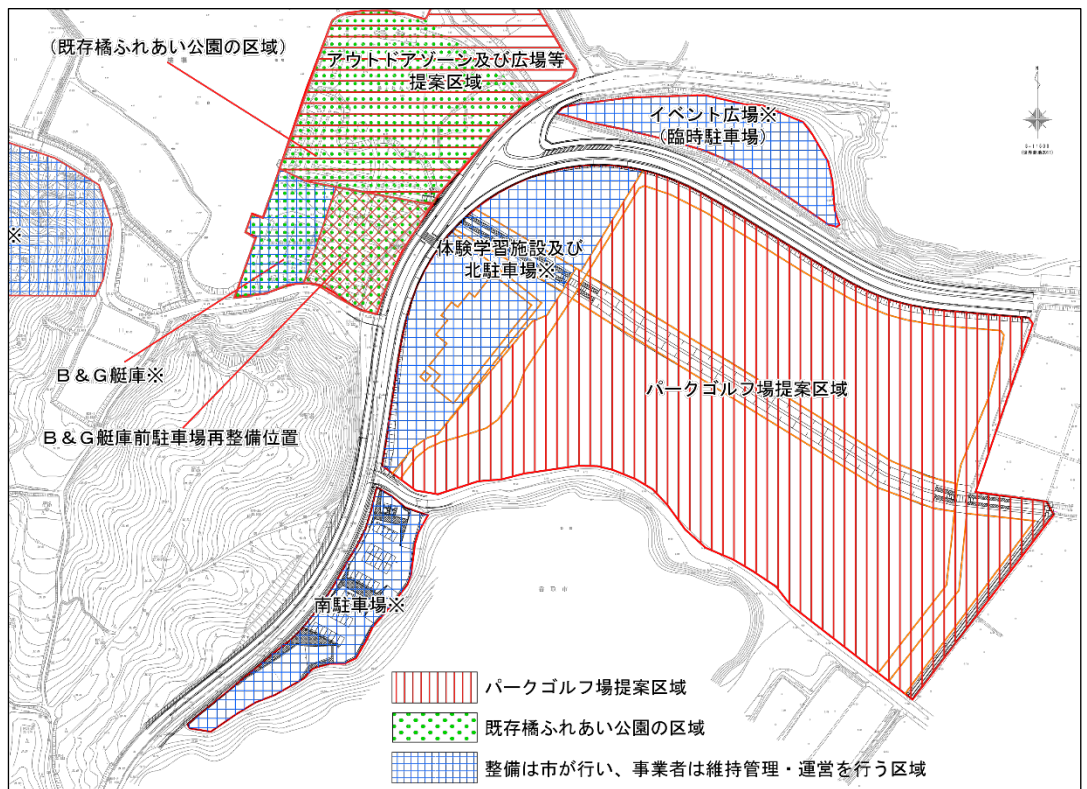 (既存橘ふれあい公園の区域)
アウトドアゾーン及び広場等
提案区域
イベント広場※
(臨時駐車場)
※
体験学習施設及び
北駐車場※
B&G艇庫※
パークゴルフ場提案区域
B&G艇庫前駐車場再整備位置
南駐車場※
パークゴルフ場提案区域
既存橘ふれあい公園の区域
整備は市が行い、事業者は維持管理・運営を行う区域